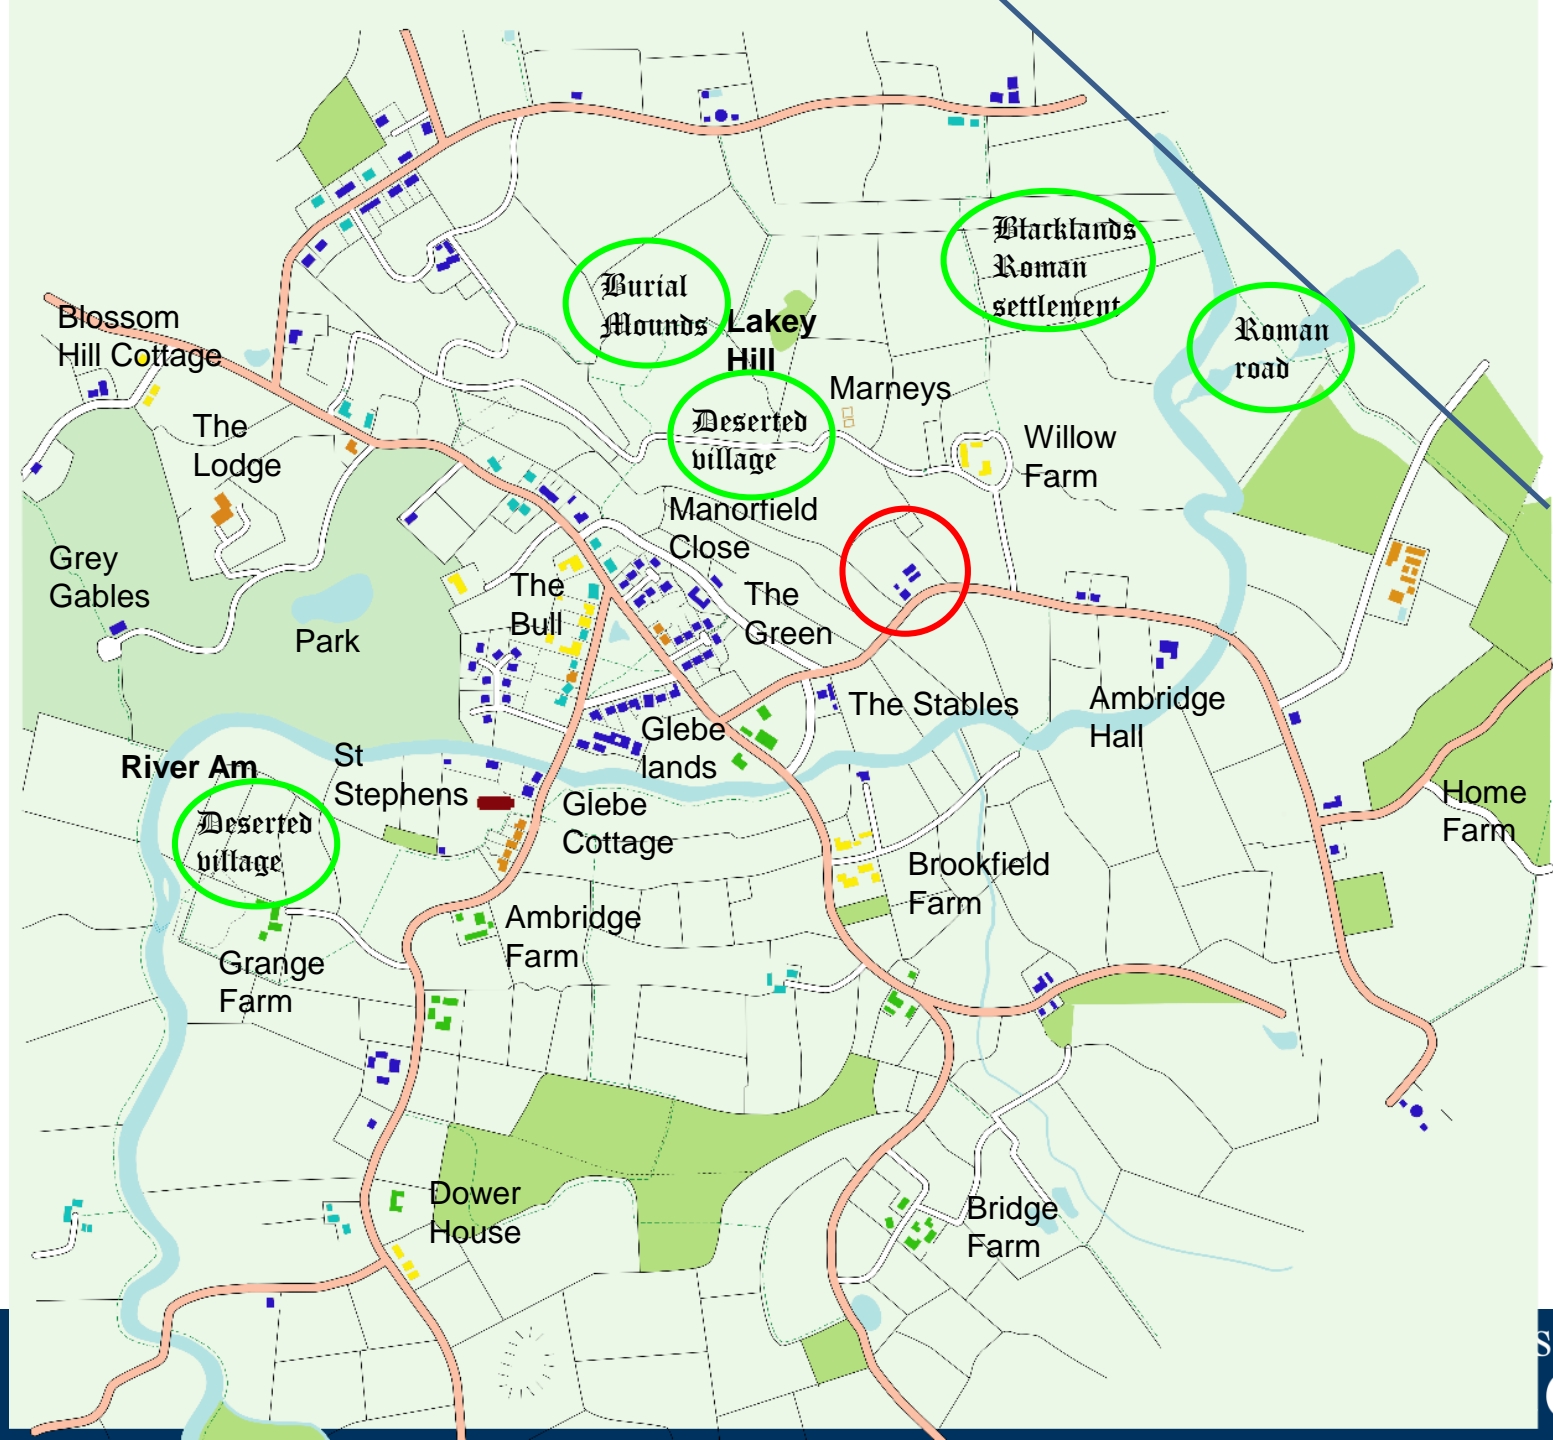 Blacklands
Roman
settlement
Burial
Mounds
Lakey
Hill
Roman
road
Blossom
Hill Cottage
Marneys
Deserted
village
The
Lodge
Willow
Farm
Manorfield
Close
Grey
Gables
The
Bull
The
Green
Park
The Stables
Ambridge
Hall
Glebe
lands
River Am
St
Stephens
Home
Farm
Deserted
village
Glebe
Cottage
Brookfield
Farm
Ambridge
Farm
Grange
Farm
Dower
House
Bridge
Farm